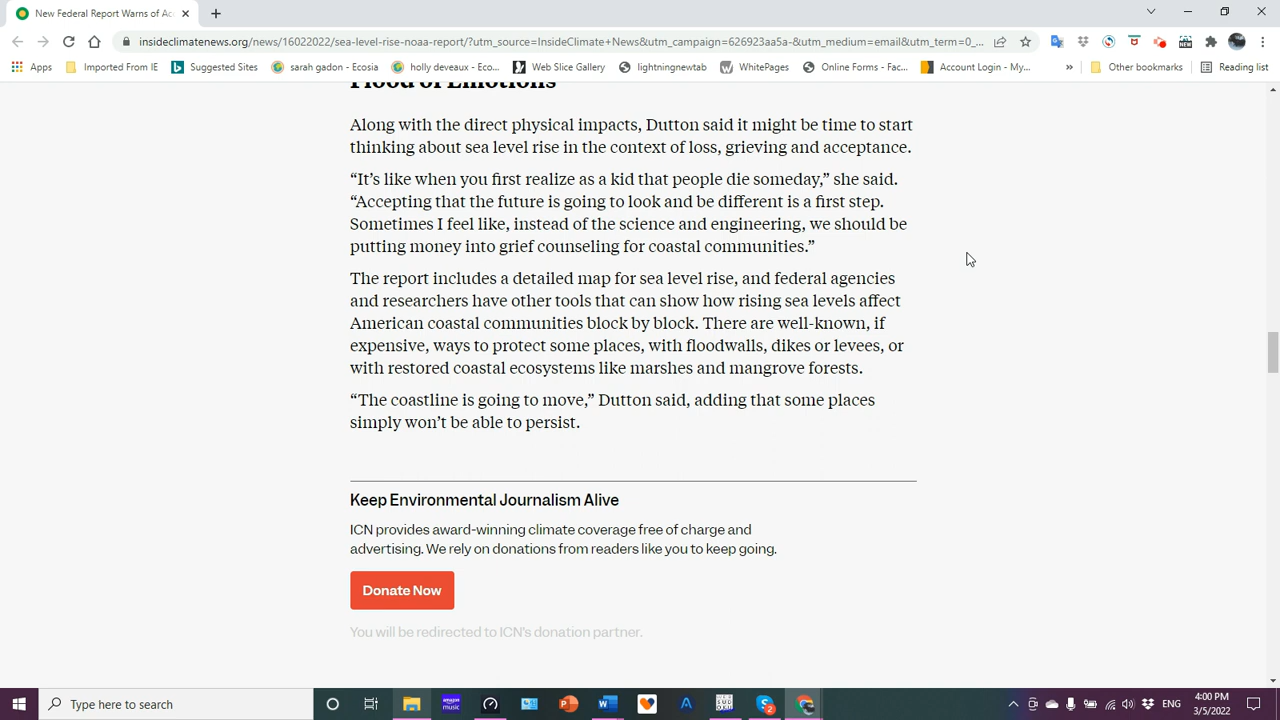 New Federal Report Warns of Acc
insideclimatenews.org/news/16022022/sea-level-rise-noaa-report/?utm_source=InsideClimate+News&utm_campaign=626923aa5a-8&utm_medium=email&utm_term=0_...
Apps Imported From IE Suggested Sites sarah gadon - Ecosia holly deveaux - Eco... Web Slice Gallery lightningnewtab WhitePages Online Forms - Fac... Account Login - My... » Other bookmarks Reading list
Flood of Emotions
Along with the direct physical impacts, Dutton said it might be time to start
thinking about sea level rise in the context of loss, grieving and acceptance.
“It’s like when you first realize as a kid that people die someday,” she said.
“Accepting that the future is going to look and be different is a first step.
Sometimes I feel like, instead of the science and engineering, we should be
putting money into grief counseling for coastal communities.”
The report includes a detailed map for sea level rise, and federal agencies
and researchers have other tools that can show how rising sea levels affect
American coastal communities block by block. There are well-known, if
expensive, ways to protect some places, with floodwalls, dikes or levees, or
with restored coastal ecosystems like marshes and mangrove forests.
“The coastline is going to move,” Dutton said, adding that some places
simply won’t be able to persist.
Keep Environmental Journalism Alive
ICN provides award-winning climate coverage free of charge and
advertising. We rely on donations from readers like you to keep going.
Donate Now
You will be redirected to ICN’s donation partner.
Type here to search
ENG
4:00 PM
3/5/2022